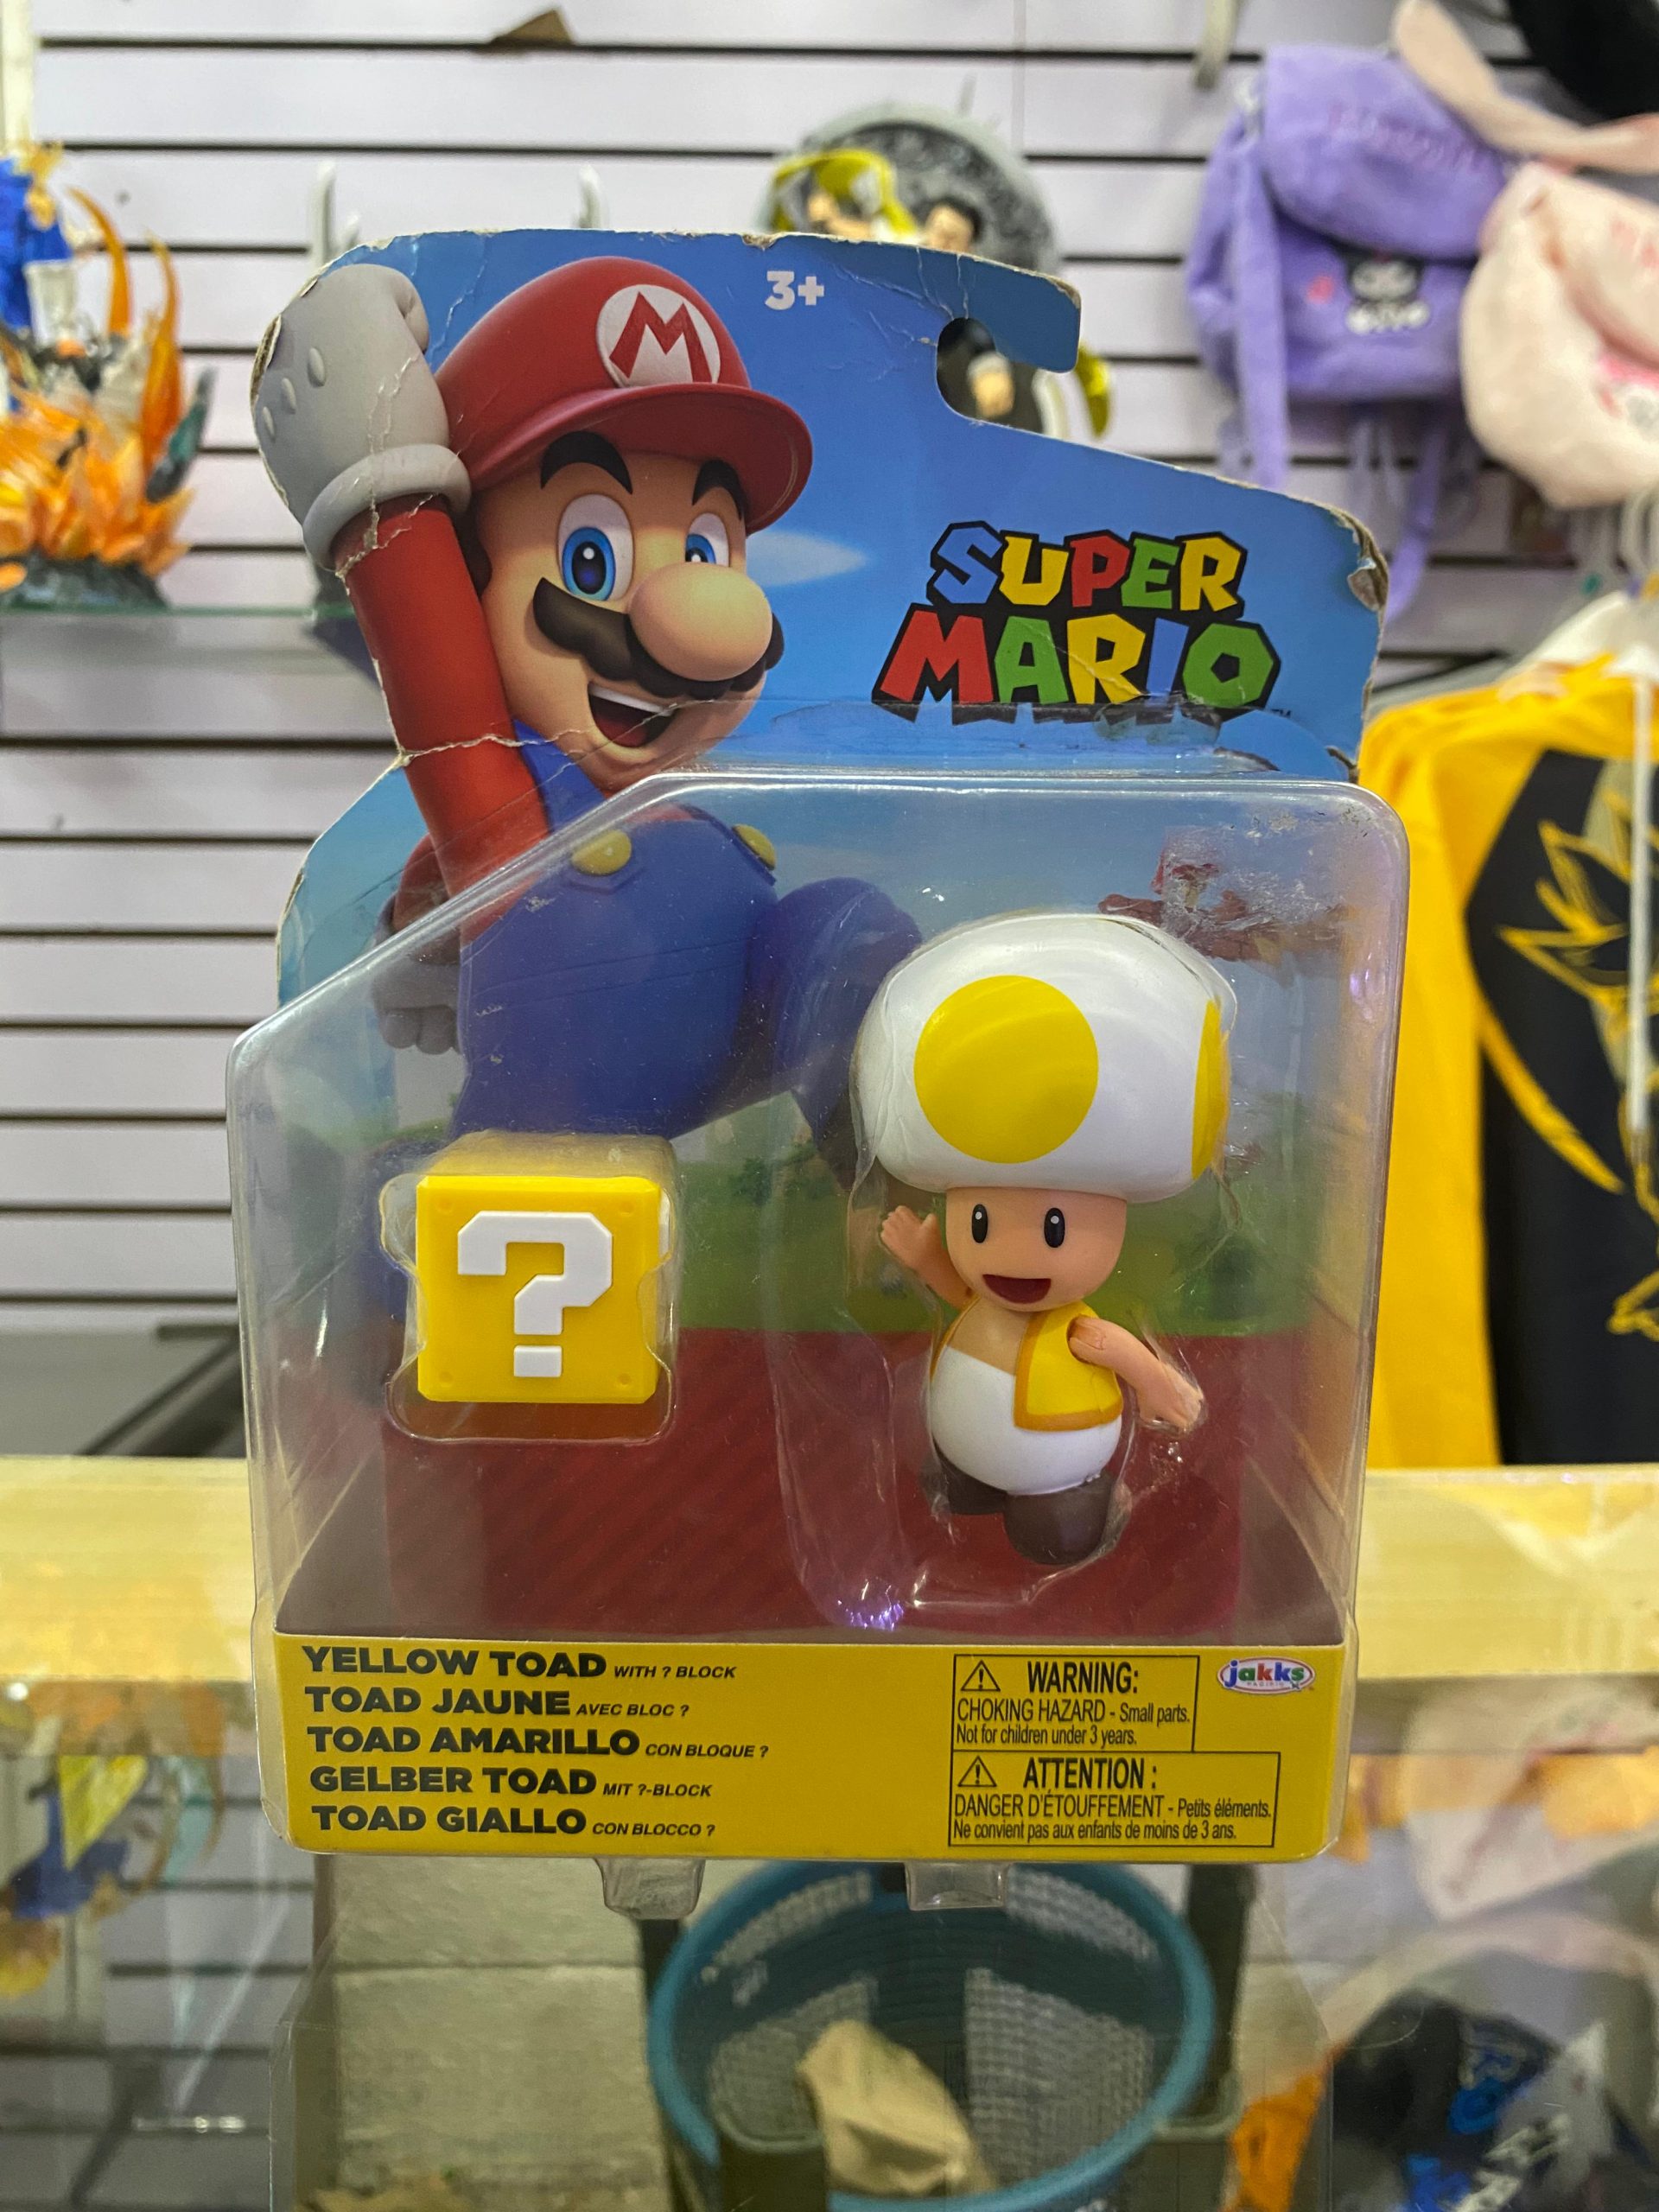 3+
M
SUPER
MARIO
™
?
YELLOW TOAD WITH ? BLOCK
TOAD JAUNE AVEC BLOC ?
TOAD AMARILLO CON BLOQUE ?
GELBER TOAD MIT ?-BLOCK
TOAD GIALLO CON BLOCCO ?
WARNING:
CHOKING HAZARD - Small parts.
Not for children under 3 years.
ATTENTION :
DANGER D'ÉTOUFFEMENT - Petits éléments.
Ne convient pas aux enfants de moins de 3 ans.
jakks
PACIFIC